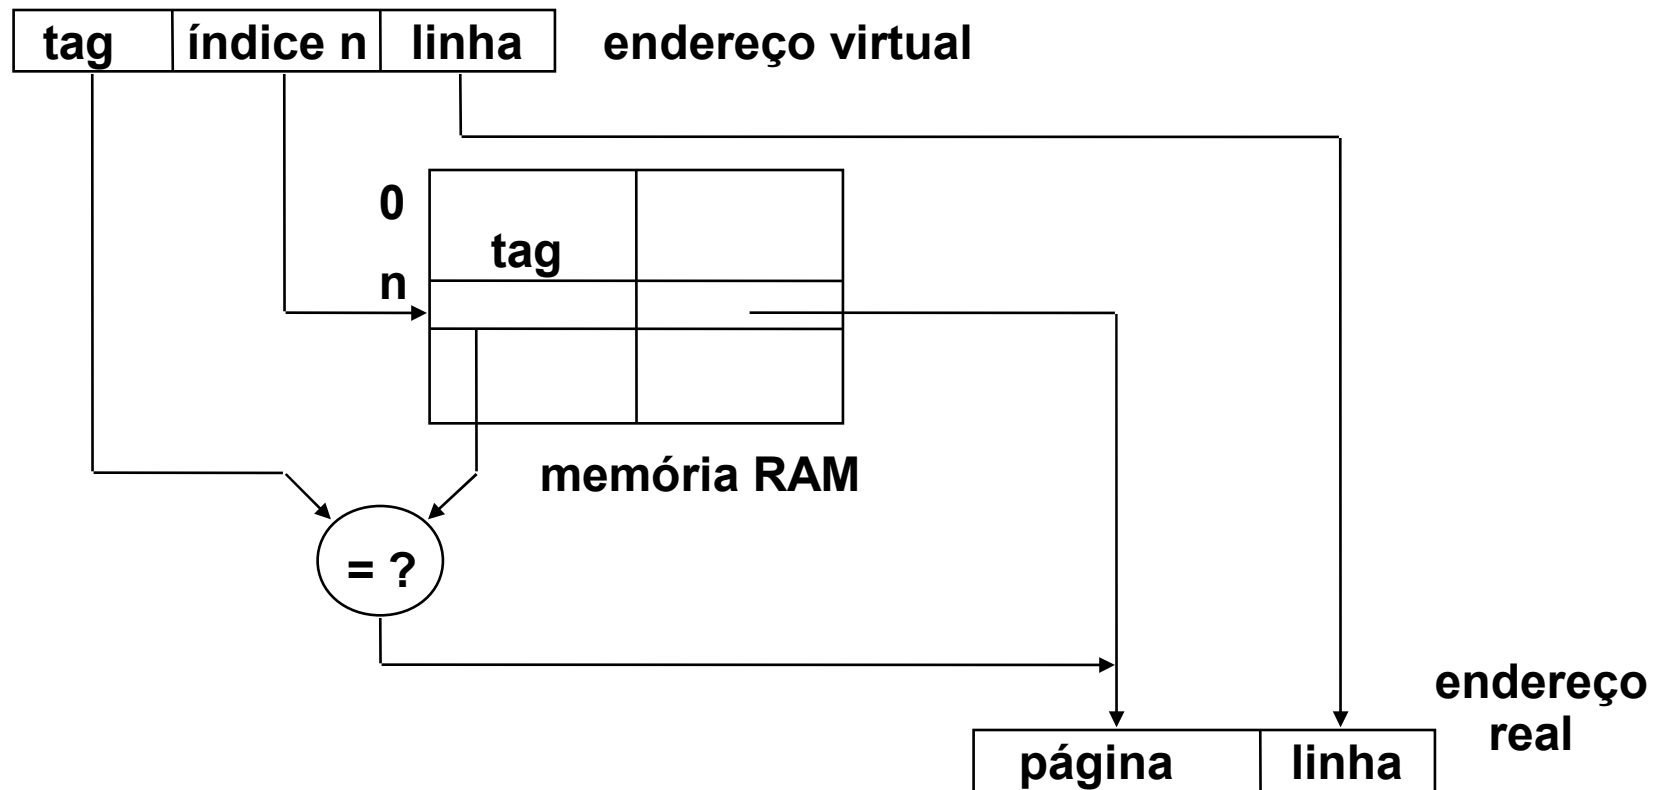 tag índice n linha endereço virtual
0
tag
n
memória RAM
= ?
endereço
real
página linha